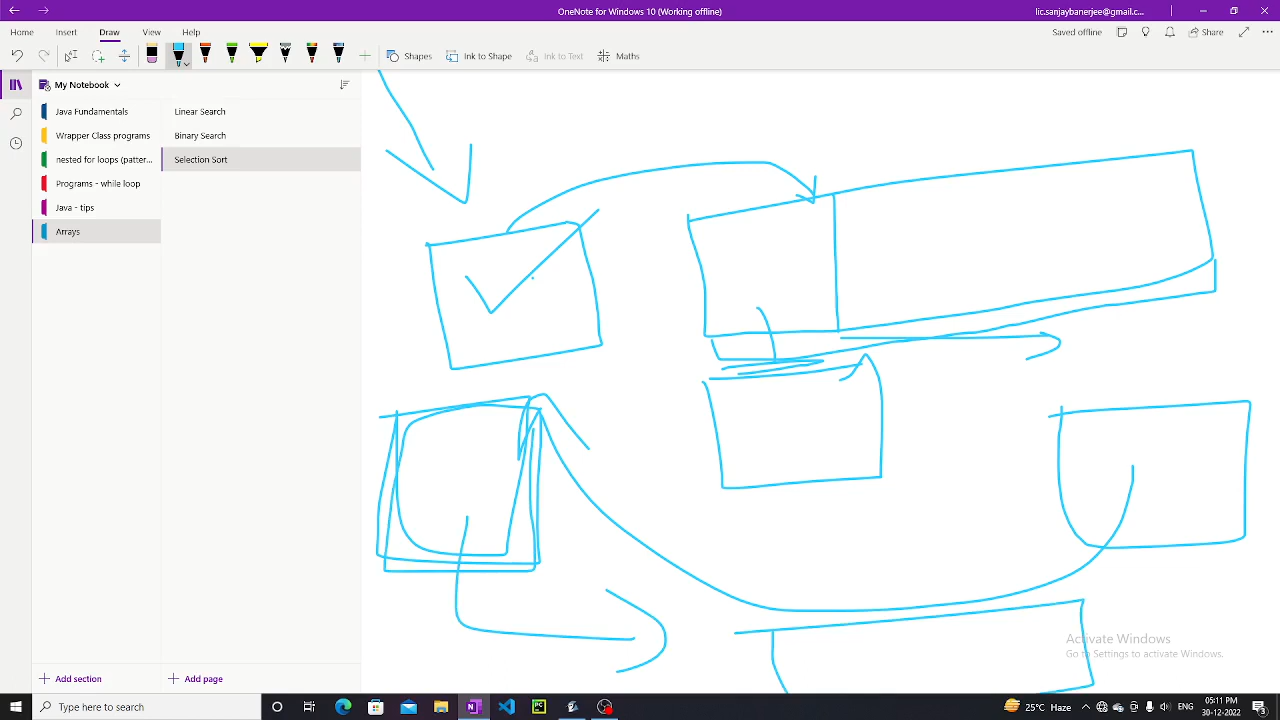 OneNote for Windows 10 (Working offline)
lic.sanjaybanerjee@gmail.c...
Home
Insert
Draw
View
Help
Saved offline
Share
Shapes
Ink to Shape
Ink to Text
Maths
My Notebook
Java Fundamentals
Wrapper Class programs
nested for loops (patter...
Programs - while loop
Java - tips
Arrays
Linear Search
Binary Search
Selection Sort
Activate Windows
Go to Settings to activate Windows.
Add section
Add page
Type here to search
25°C Haze
ENG
05:11 PM
30-12-2022